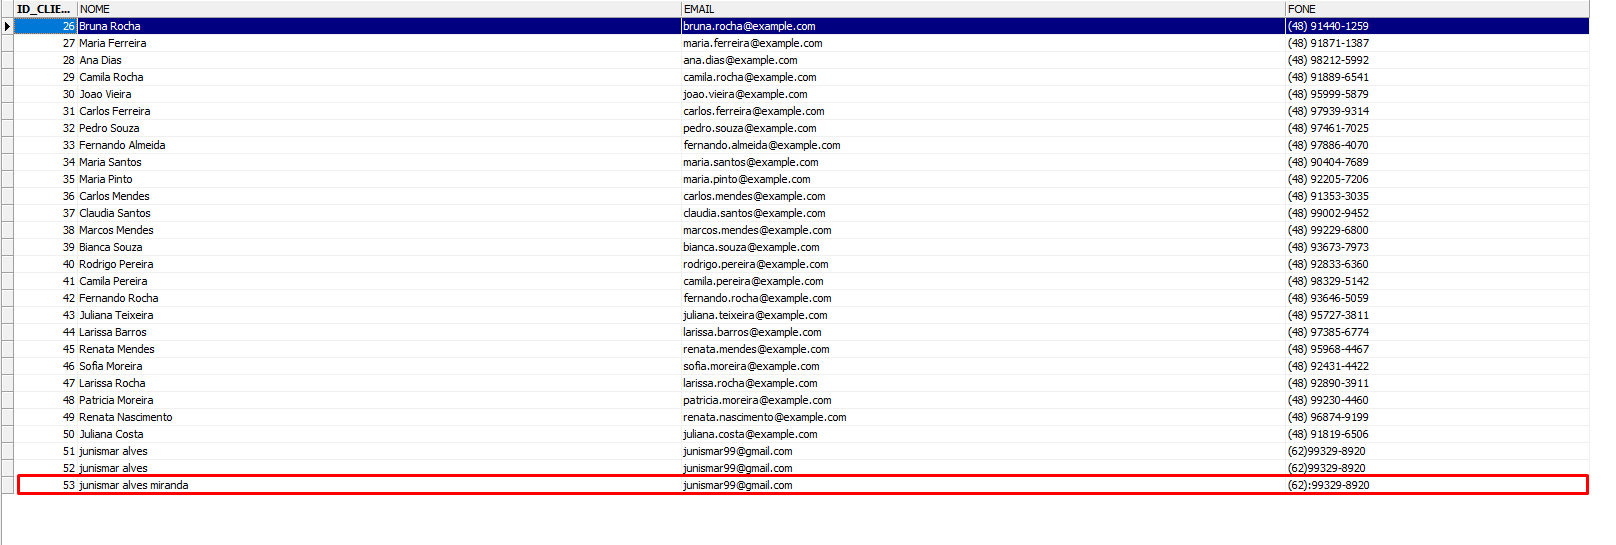 ID_CLIE... NOME EMAIL FONE
26 Bruna Rocha bruna.rocha@example.com (48) 91440-1259
27 Maria Ferreira maria.ferreira@example.com (48) 91871-1387
28 Ana Dias ana.dias@example.com (48) 98212-5992
29 Camila Rocha camila.rocha@example.com (48) 91889-6541
30 Joao Vieira joao.vieira@example.com (48) 95999-5879
31 Carlos Ferreira carlos.ferreira@example.com (48) 97939-9314
32 Pedro Souza pedro.souza@example.com (48) 97461-7025
33 Fernando Almeida fernando.almeida@example.com (48) 97886-4070
34 Maria Santos maria.santos@example.com (48) 90404-7689
35 Maria Pinto maria.pinto@example.com (48) 92205-7206
36 Carlos Mendes carlos.mendes@example.com (48) 91353-3035
37 Claudia Santos claudia.santos@example.com (48) 99002-9452
38 Marcos Mendes marcos.mendes@example.com (48) 99229-6800
39 Bianca Souza bianca.souza@example.com (48) 93673-7973
40 Rodrigo Pereira rodrigo.pereira@example.com (48) 92833-6360
41 Camila Pereira camila.pereira@example.com (48) 98329-5142
42 Fernando Rocha fernando.rocha@example.com (48) 93646-5059
43 Juliana Teixeira juliana.teixeira@example.com (48) 95727-3811
44 Larissa Barros larissa.barros@example.com (48) 97385-6774
45 Renata Mendes renata.mendes@example.com (48) 95968-4467
46 Sofia Moreira sofia.moreira@example.com (48) 92431-4422
47 Larissa Rocha larissa.rocha@example.com (48) 92890-3911
48 Patricia Moreira patricia.moreira@example.com (48) 99230-4460
49 Renata Nascimento renata.nascimento@example.com (48) 96874-9199
50 Juliana Costa juliana.costa@example.com (48) 91819-6506
51 junismar alves junismar99@gmail.com (62)99329-8920
52 junismar alves junismar99@gmail.com (62)99329-8920
53 junismar alves miranda junismar99@gmail.com (62):99329-8920